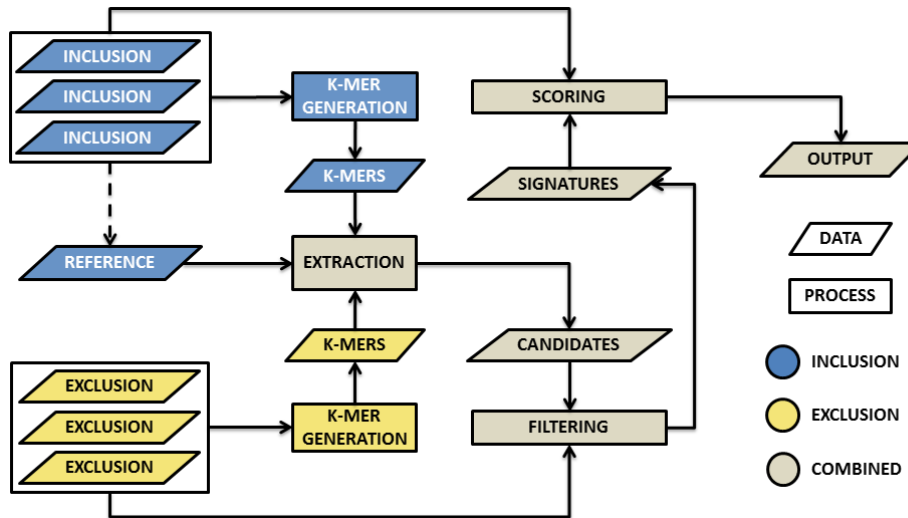 INCLUSION
INCLUSION
INCLUSION
K-MER
GENERATION
K-MERS
REFERENCE
EXTRACTION
K-MERS
EXCLUSION
EXCLUSION
EXCLUSION
K-MER
GENERATION
SCORING
SIGNATURES
CANDIDATES
FILTERING
OUTPUT
DATA
PROCESS
INCLUSION
EXCLUSION
COMBINED